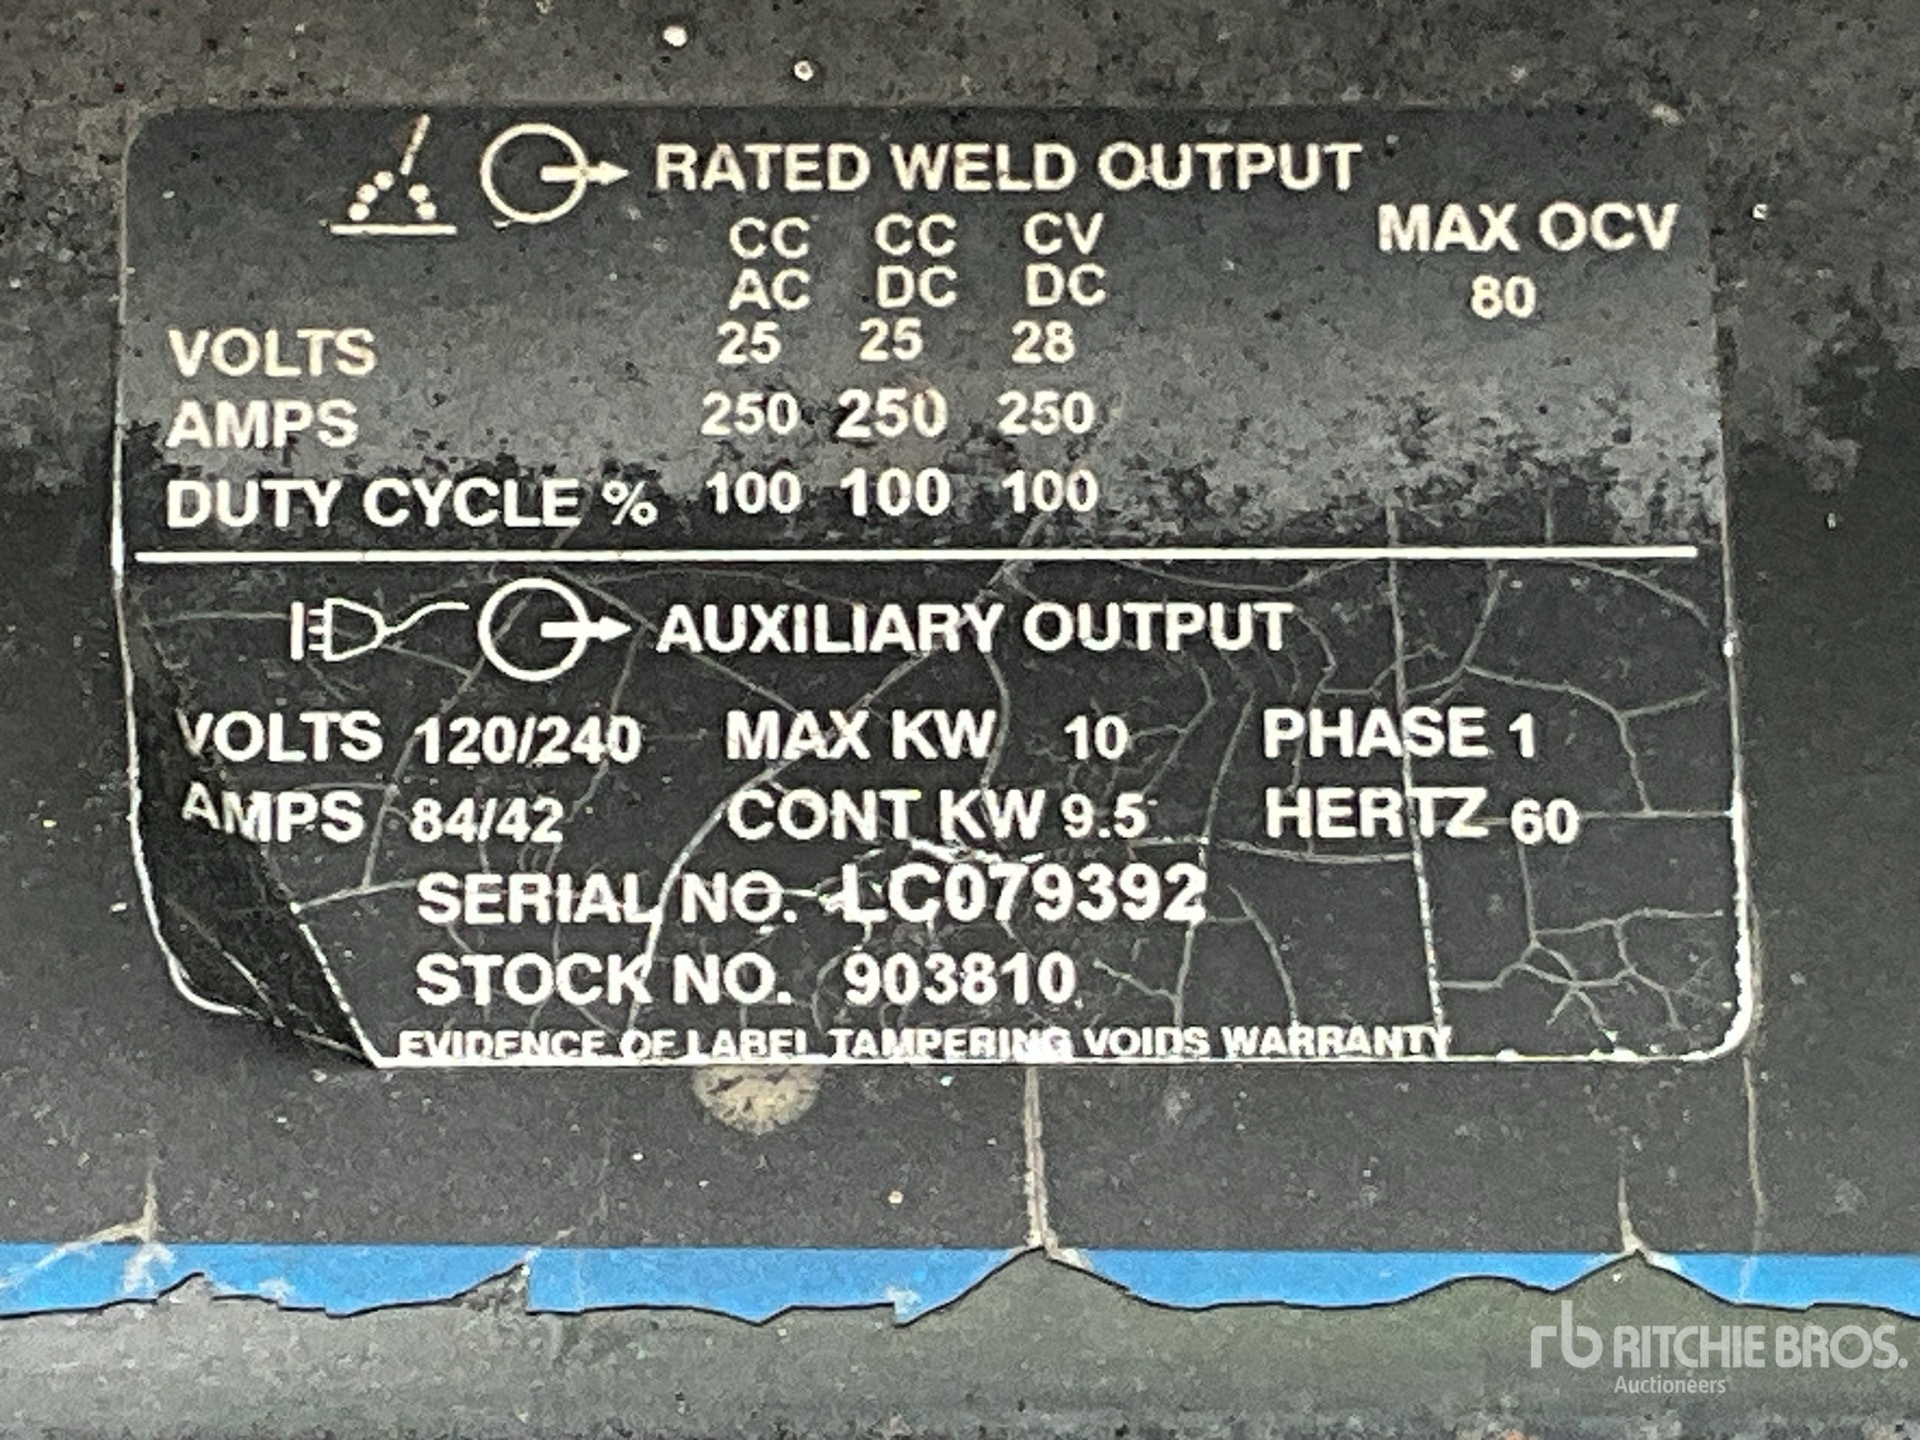 RATED WELD OUTPUT
CC CC CV MAX OCV
AC DC DC 80
VOLTS 25 25 28
AMPS 250 250 250
DUTY CYCLE % 100 100 100
AUXILIARY OUTPUT
VOLTS 120/240 MAX KW 10 PHASE 1
AMPS 84/42 CONT KW 9.5 HERTZ 60
SERIAL NO. LC079392
STOCK NO. 903810
EVIDENCE OF LABEL TAMPERING VOIDS WARRANTY
rb RITCHIE BROS.
Auctioneers